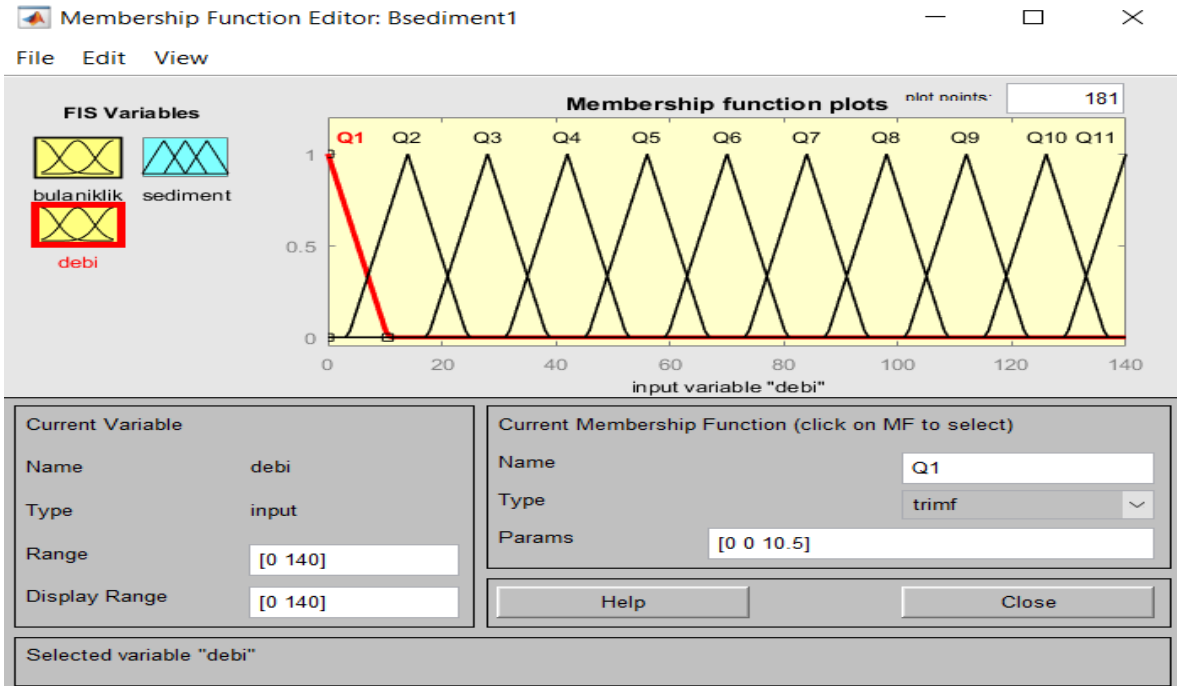 Membership Function Editor: Bsediment1
File Edit View
FIS Variables
bulaniklik sediment
debi
Membership function plots plot points: 181
Q1 Q2 Q3 Q4 Q5 Q6 Q7 Q8 Q9 Q10 Q11
1
0.5
0
0 20 40 60 80 100 120 140
input variable "debi"
Current Variable
Name debi
Type input
Range [0 140]
Display Range [0 140]
Current Membership Function (click on MF to select)
Name Q1
Type trimf
Params [0 0 10.5]
Help Close
Selected variable "debi"